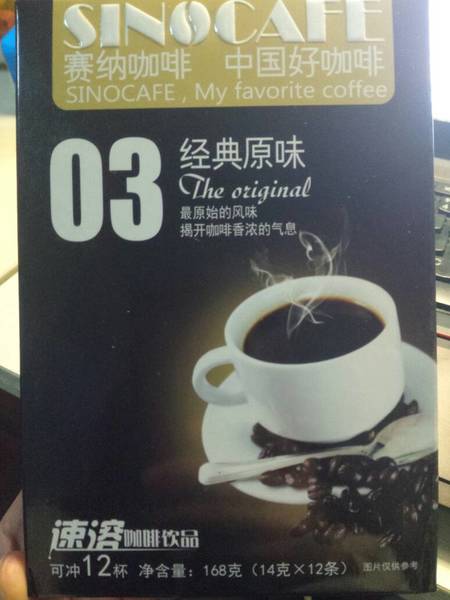 SINOCAFE
赛纳咖啡 中国好咖啡
SINOCAFE , My favorite coffee
03 经典原味
The original
最原始的风味
揭开咖啡香浓的气息
速溶咖啡饮品
可冲12杯 净含量：168克（14克×12条） 图片仅供参考